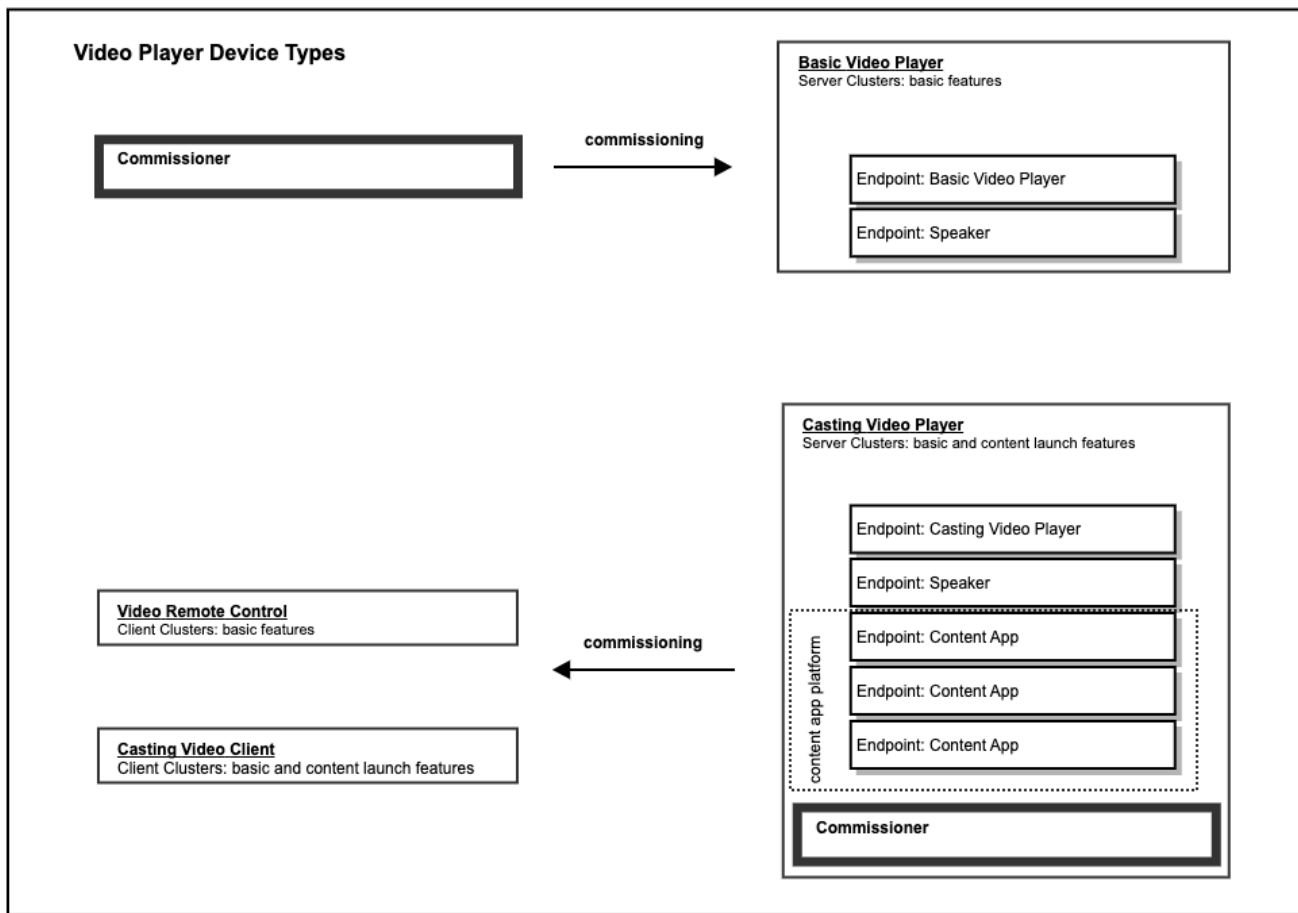 Video Player Device Types
Basic Video Player
Server Clusters: basic features
commissioning
Commissioner
Endpoint: Basic Video Player
Endpoint: Speaker
Casting Video Player
Server Clusters: basic and content launch features
Endpoint: Casting Video Player
Endpoint: Speaker
Video Remote Control
Client Clusters: basic features
commissioning
content app platform
Endpoint: Content App
Endpoint: Content App
Endpoint: Content App
Casting Video Client
Client Clusters: basic and content launch features
Commissioner